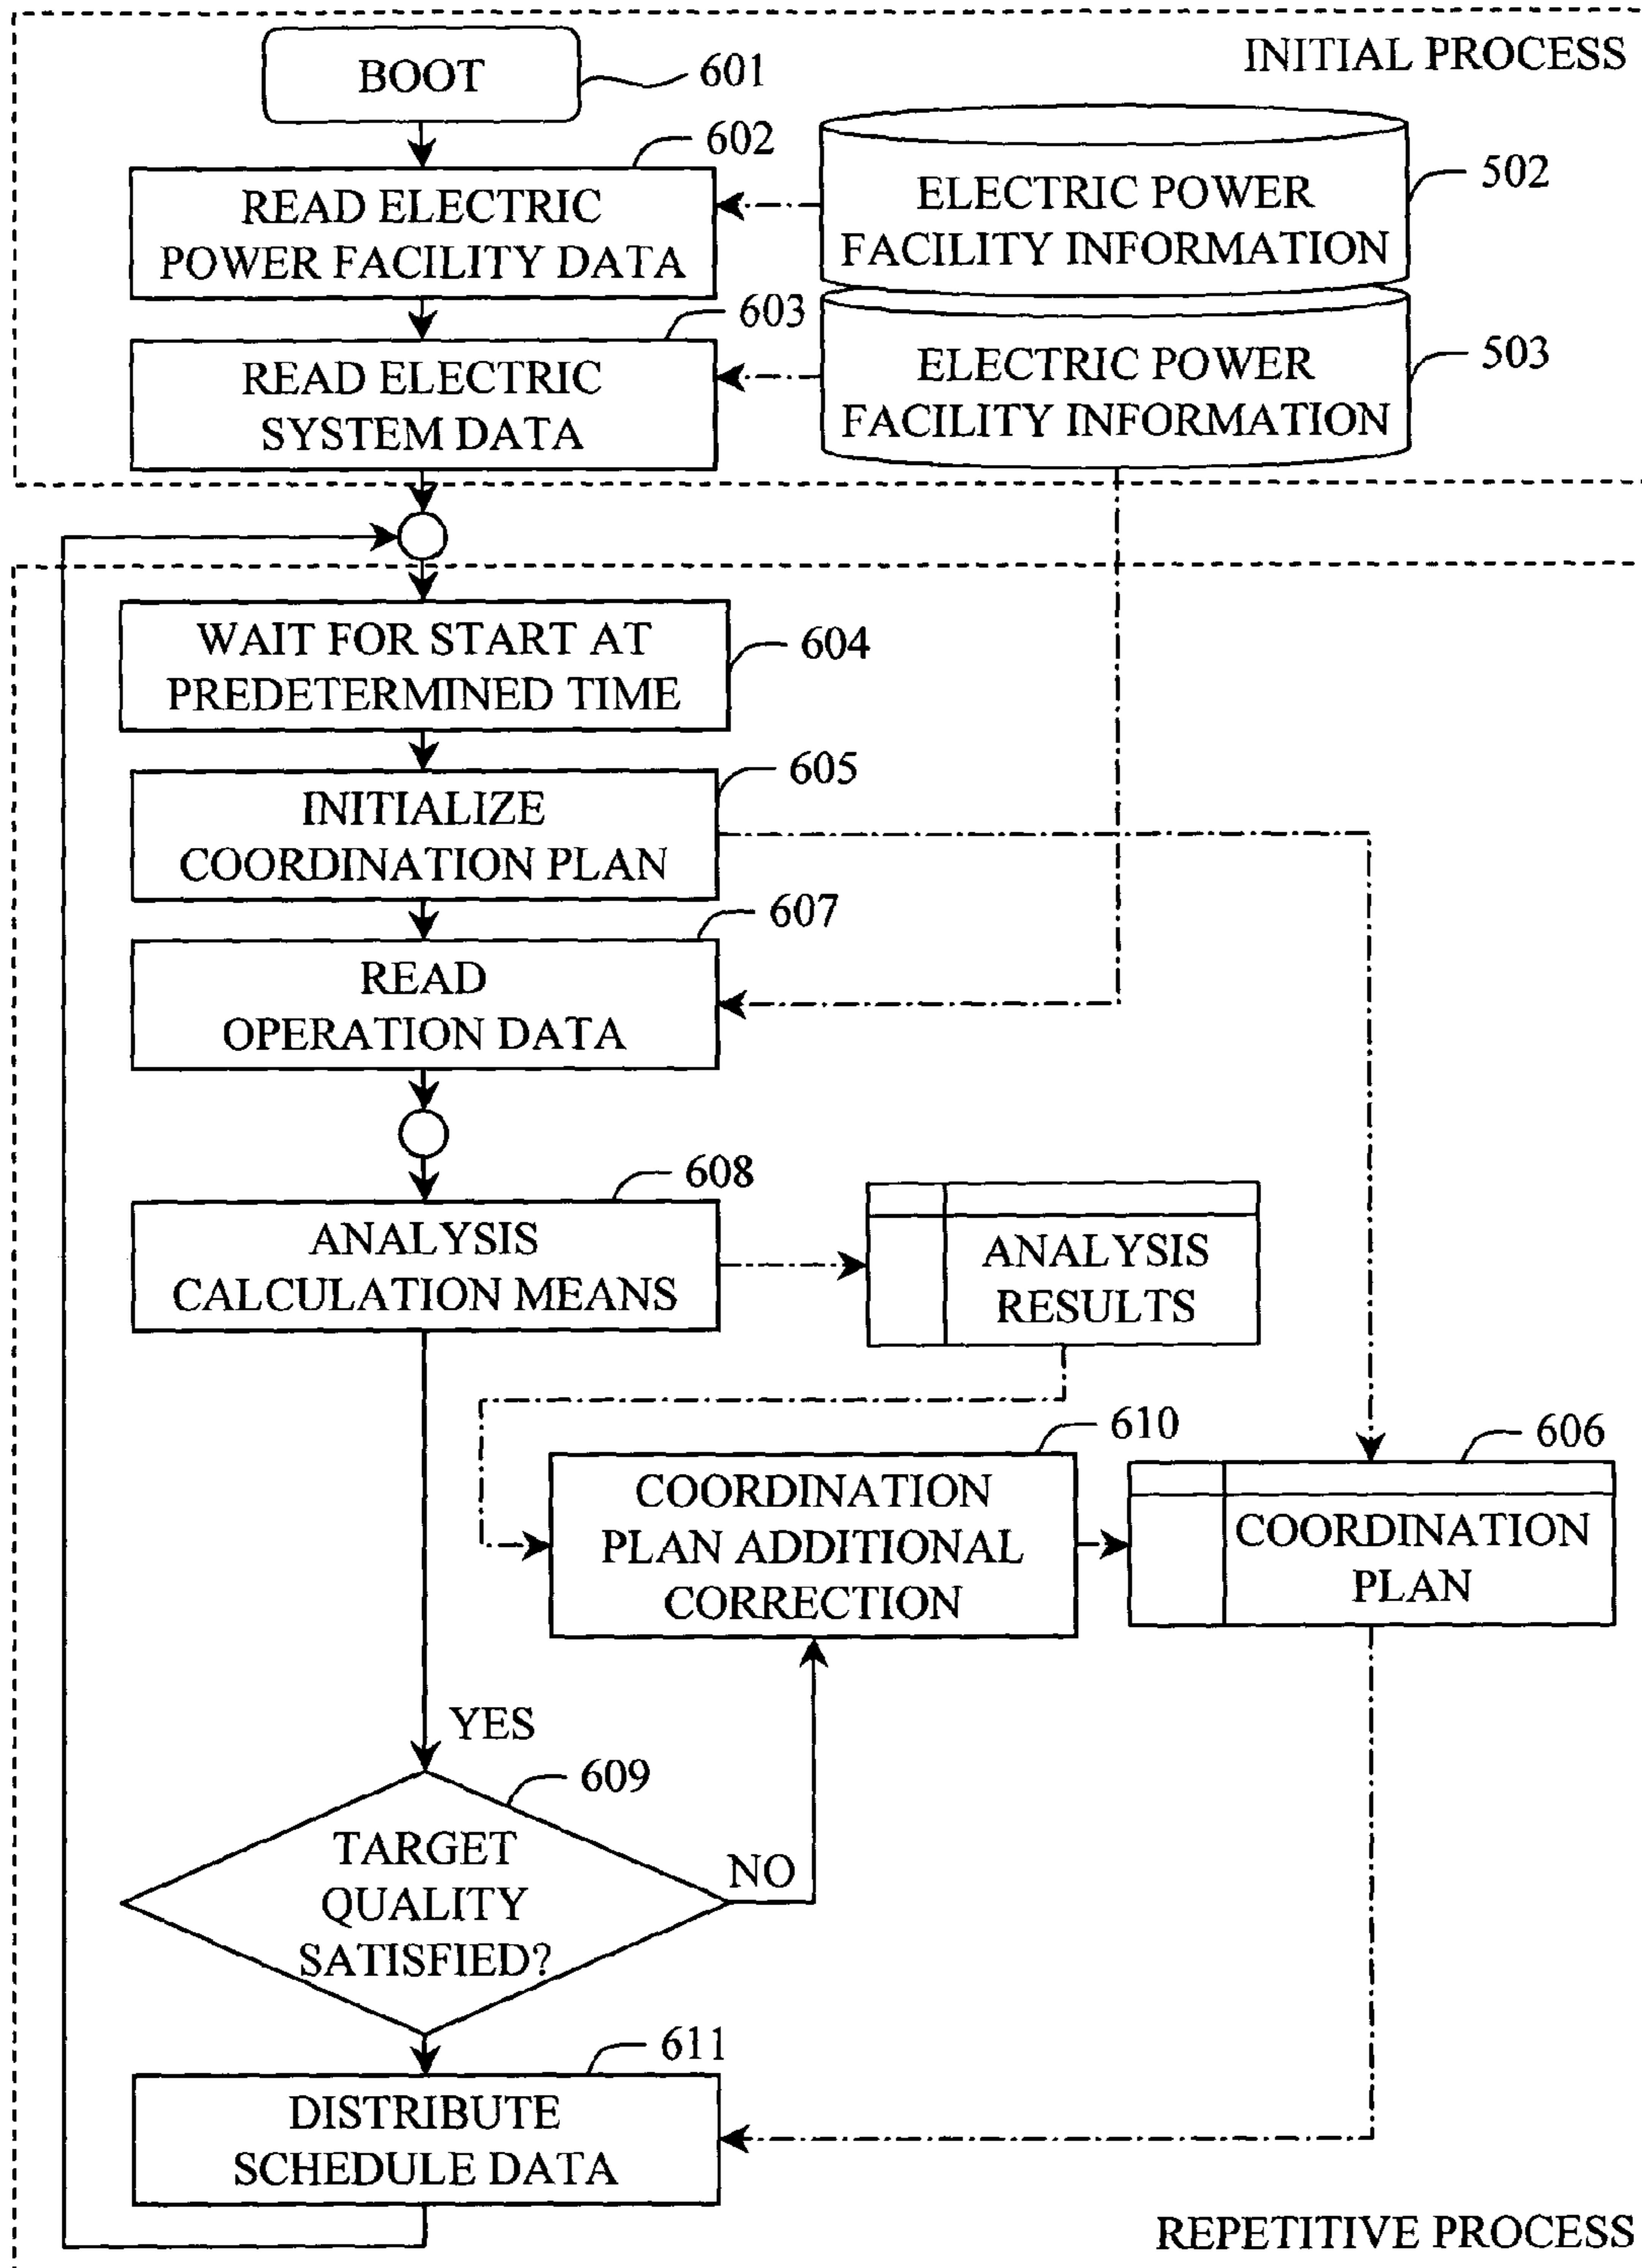 INITIAL PROCESS
BOOT
601
602
READ ELECTRIC
POWER FACILITY DATA
ELECTRIC POWER
FACILITY INFORMATION
502
603
READ ELECTRIC
SYSTEM DATA
ELECTRIC POWER
FACILITY INFORMATION
503
WAIT FOR START AT
PREDETERMINED TIME
604
605
INITIALIZE
COORDINATION PLAN
607
READ
OPERATION DATA
608
ANALYSIS
CALCULATION MEANS
ANALYSIS
RESULTS
610
COORDINATION
PLAN ADDITIONAL
CORRECTION
606
COORDINATION
PLAN
YES
609
TARGET
QUALITY
SATISFIED?
NO
611
DISTRIBUTE
SCHEDULE DATA
REPETITIVE PROCESS